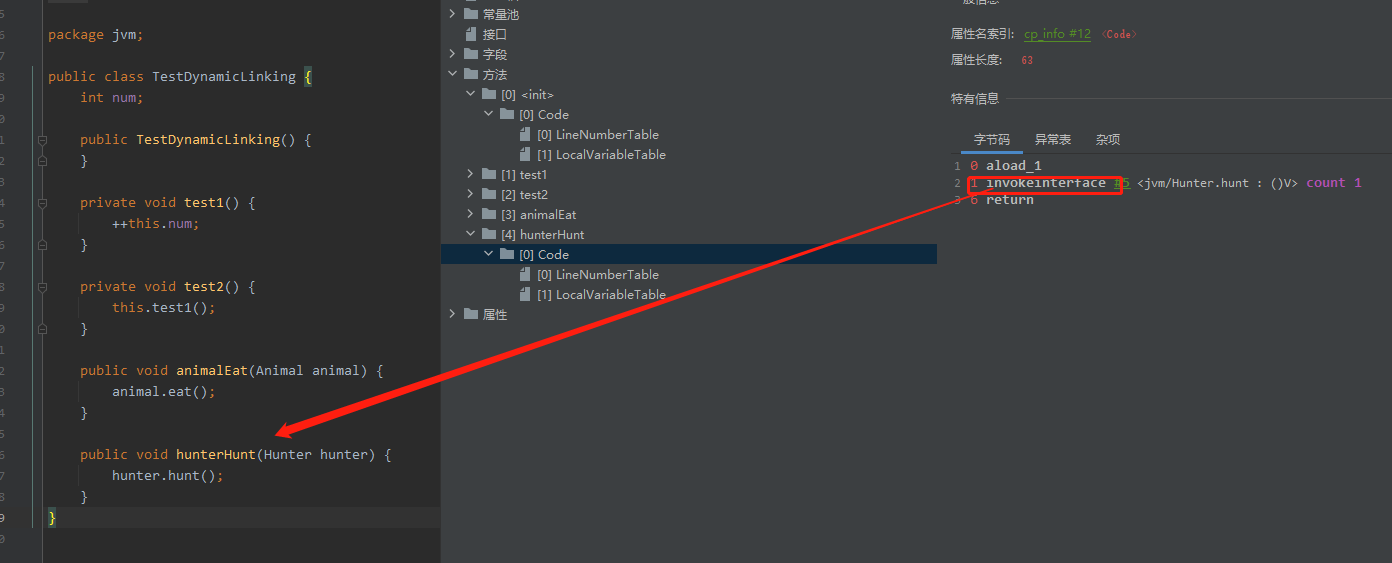 package jvm;
public class TestDynamicLinking {
int num;
public TestDynamicLinking() {
}
private void test1() {
++this.num;
}
private void test2() {
this.test1();
}
public void animalEat(Animal animal) {
animal.eat();
}
public void hunterHunt(Hunter hunter) {
hunter.hunt();
}
}
常量池
接口
字段
方法
[0] <init>
[0] Code
[0] LineNumberTable
[1] LocalVariableTable
[1] test1
[2] test2
[3] animalEat
[4] hunterHunt
[0] Code
[0] LineNumberTable
[1] LocalVariableTable
属性
属性名索引: cp_info #12 <Code>
属性长度: 63
特有信息
字节码 异常表 杂项
1 0 aload_1
2 1 invokeinterface #5 <jvm/Hunter.hunt : ()V> count 1
3 6 return